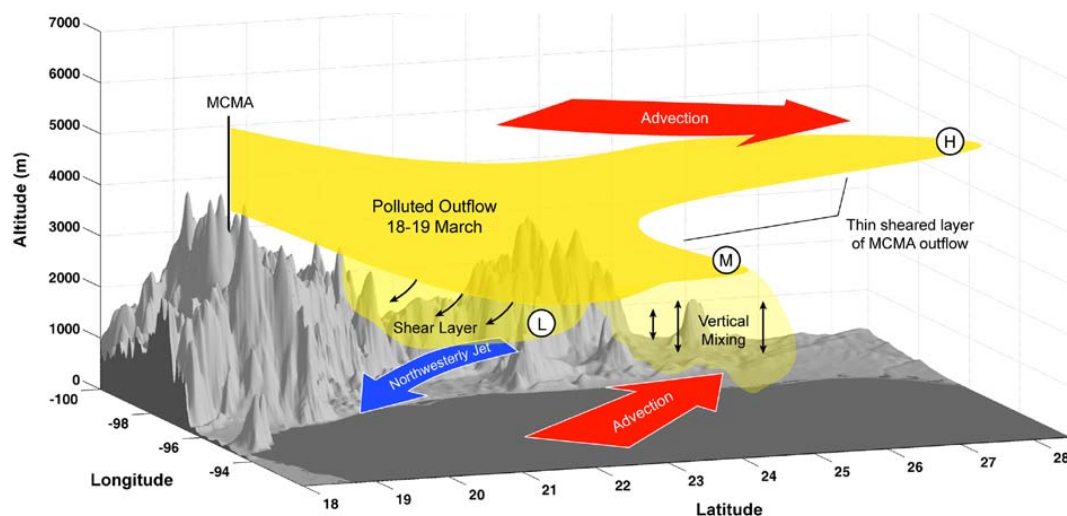 7000
6000
5000
4000
3000
2000
1000
0
Altitude (m)
MCMA
Advection
H
Polluted Outflow
18-19 March
Thin sheared layer
of MCMA outflow
M
L
Shear Layer
Vertical
Mixing
Northwesterly Jet
Advection
-100
-98
-96
-94
Longitude
18
19
20
21
22
23
24
25
26
27
28
Latitude